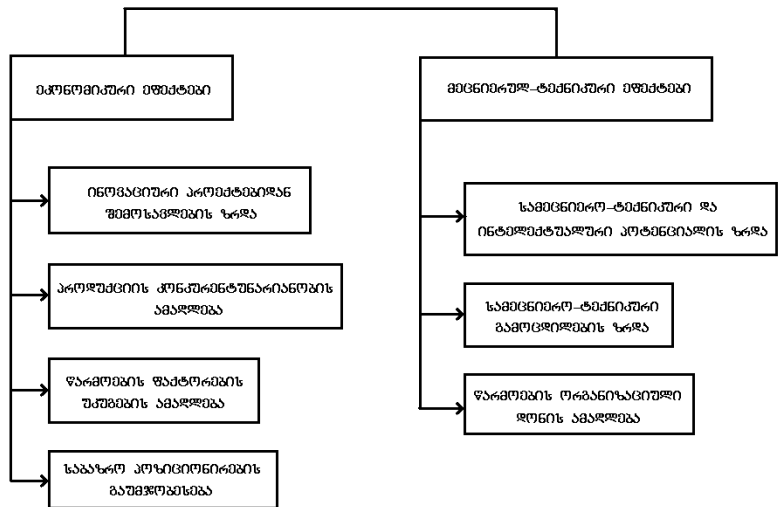 ეკონომიკური ეფექტები
ინოვაციური პროექტებიდან
შემოსავლების ზრდა
პროდუქციის კონკურენტუნარიანობის
ამაღლება
წარმოების ფაქტორების
უკუგების ამაღლება
საბაზრო პოზიციონირების
გაუმჯობესება
მეცნიერულ-ტექნიკური ეფექტები
სამეცნიერო-ტექნიკური და
ინტელექტუალური პოტენციალის ზრდა
სამეცნიერო-ტექნიკური
გამოცდილების ზრდა
წარმოების ორგანიზაციული
დონის ამაღლება